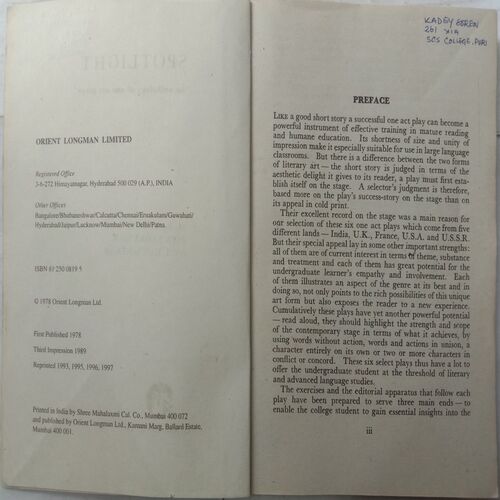 ORIENT LONGMAN LIMITED
Registered Office
3-6-272 Himayatnagar, Hyderabad 500 029 (A.P.), INDIA
Other Offices
Bangalore/Bhubaneshwar/Calcutta/Chennai/Ernakulam/Guwahati/
Hyderabad/Jaipur/Lucknow/Mumbai/New Delhi/Patna
ISBN 81 250 0819 5
© 1978 Orient Longman Ltd.
First Published 1978
Third Impression 1989
Reprinted 1993, 1995, 1996, 1997
Printed in India by Shree Mahalaxmi Cal. Co., Mumbai 400 072
and published by Orient Longman Ltd., Kamani Marg, Ballard Estate,
Mumbai 400 001.
261 XIA
SCS COLLEGE, PURI
PREFACE
LIKE a good short story a successful one act play can become a
powerful instrument of effective training in mature reading
and humane education. Its shortness of size and unity of
impression make it especially suitable for use in large language
classrooms. But there is a difference between the two forms
of literary art — the short story is judged in terms of the
aesthetic delight it gives to its reader, a play must first esta-
blish itself on the stage. A selector's judgment is therefore,
based more on the play's success-story on the stage than on
its appeal in cold print.
Their excellent record on the stage was a main reason for
our selection of these six one act plays which come from five
different lands — India, U.K., France, U.S.A. and U.S.S.R.
But their special appeal lay in some other important strengths:
all of them are of current interest in terms of theme, substance
and treatment and each of them has great potential for the
undergraduate learner's empathy and involvement. Each
of them illustrates an aspect of the genre at its best and in
doing so, not only points to the rich possibilities of this unique
art form but also exposes the reader to a new experience.
Cumulatively these plays have yet another powerful potential
— read aloud, they should highlight the strength and scope
of the contemporary stage in terms of what it achieves, by
using words without action, words and actions in unison, a
character entirely on its own or two or more characters in
conflict or concord. These six select plays thus have a lot to
offer the undergraduate student at the threshold of literary
and advanced language studies.
The exercises and the editorial apparatus that follow each
play have been prepared to serve three main ends — to
enable the college student to gain essential insights into the
iii